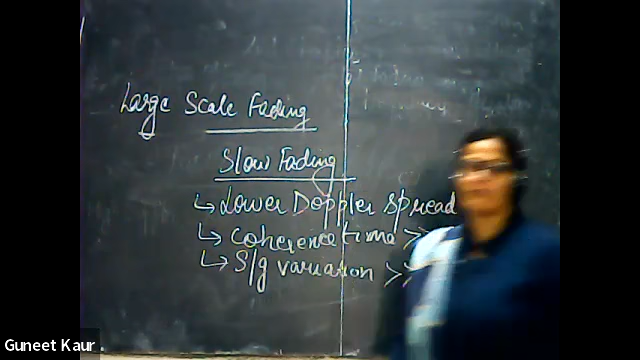 Large Scale Fading
Slow Fading
↳ Lower Doppler Spread
↳ Coherence time >>
↳ S/g variation >>
Guneet Kaur